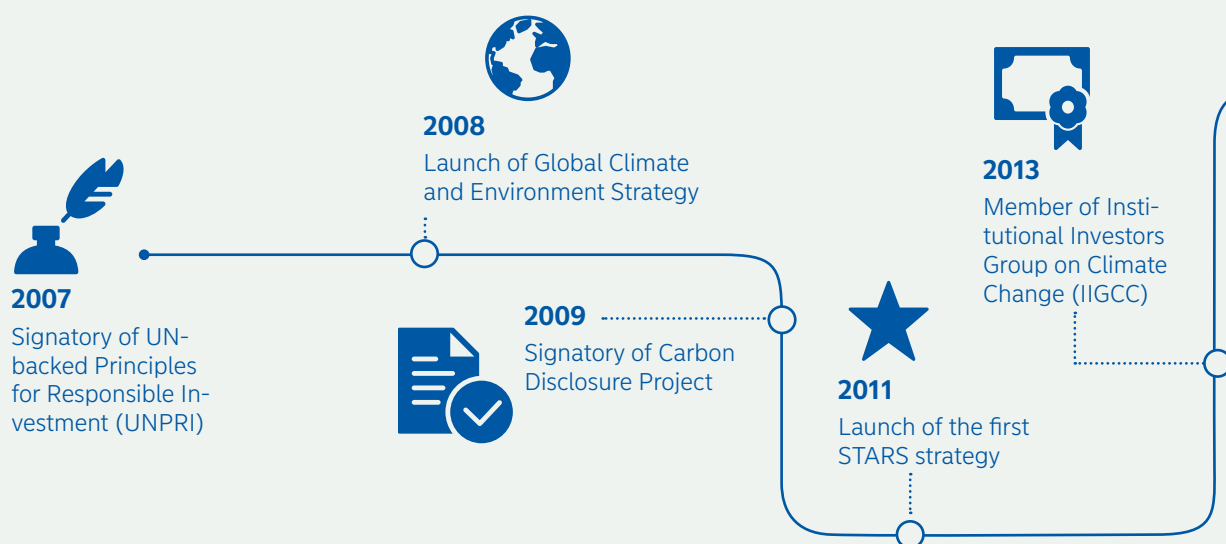 2007
Signatory of UN-
backed Principles
for Responsible In-
vestment (UNPRI)
2008
Launch of Global Climate
and Environment Strategy
2009
Signatory of Carbon
Disclosure Project
2011
Launch of the first
STARS strategy
2013
Member of Insti-
tutional Investors
Group on Climate
Change (IIGCC)